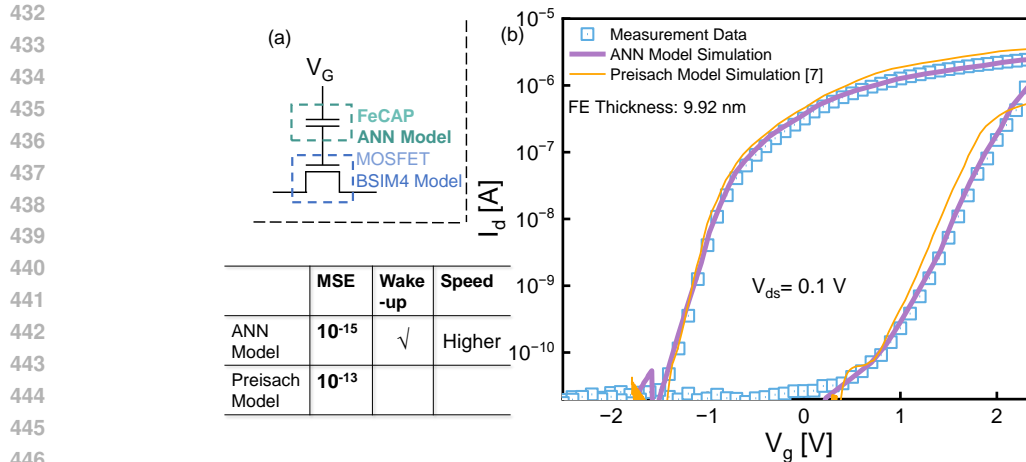 432
433
434
435
436
437
438
439
440
441
442
443
444
445
446
(a)
V_G
FeCAP
ANN Model
MOSFET
BSIM4 Model
MSE Wake-up Speed
ANN Model 10^-15 √ Higher
Preisach Model 10^-13
(b)
Measurement Data
ANN Model Simulation
Preisach Model Simulation [7]
FE Thickness: 9.92 nm
V_ds= 0.1 V
I_d [A]
10^-5
10^-6
10^-7
10^-8
10^-9
10^-10
−2 −1 0 1 2
V_g [V]